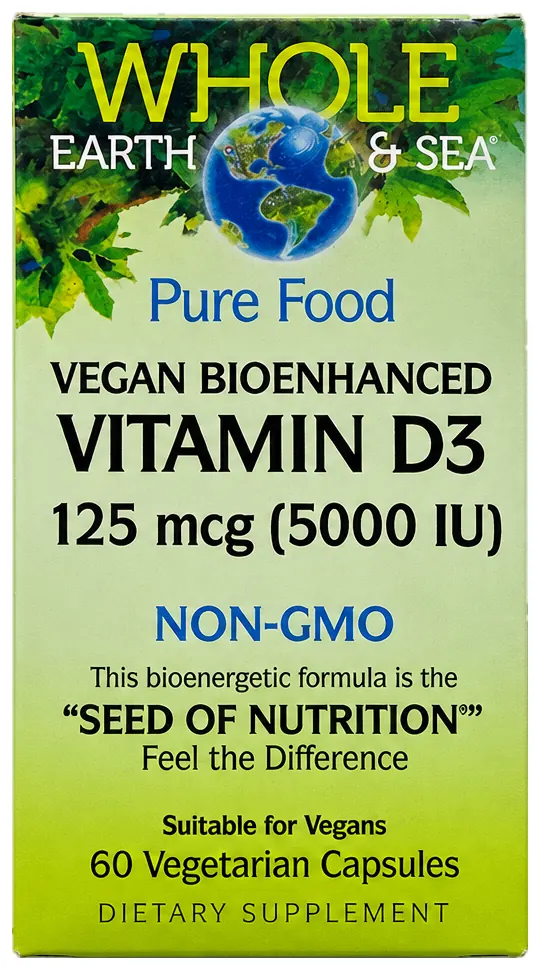 WHOLE
EARTH & SEA®
Pure Food
VEGAN BIOENHANCED
VITAMIN D3
125 mcg (5000 IU)
NON-GMO
This bioenergetic formula is the
“SEED OF NUTRITION®”
Feel the Difference
Suitable for Vegans
60 Vegetarian Capsules
DIETARY SUPPLEMENT